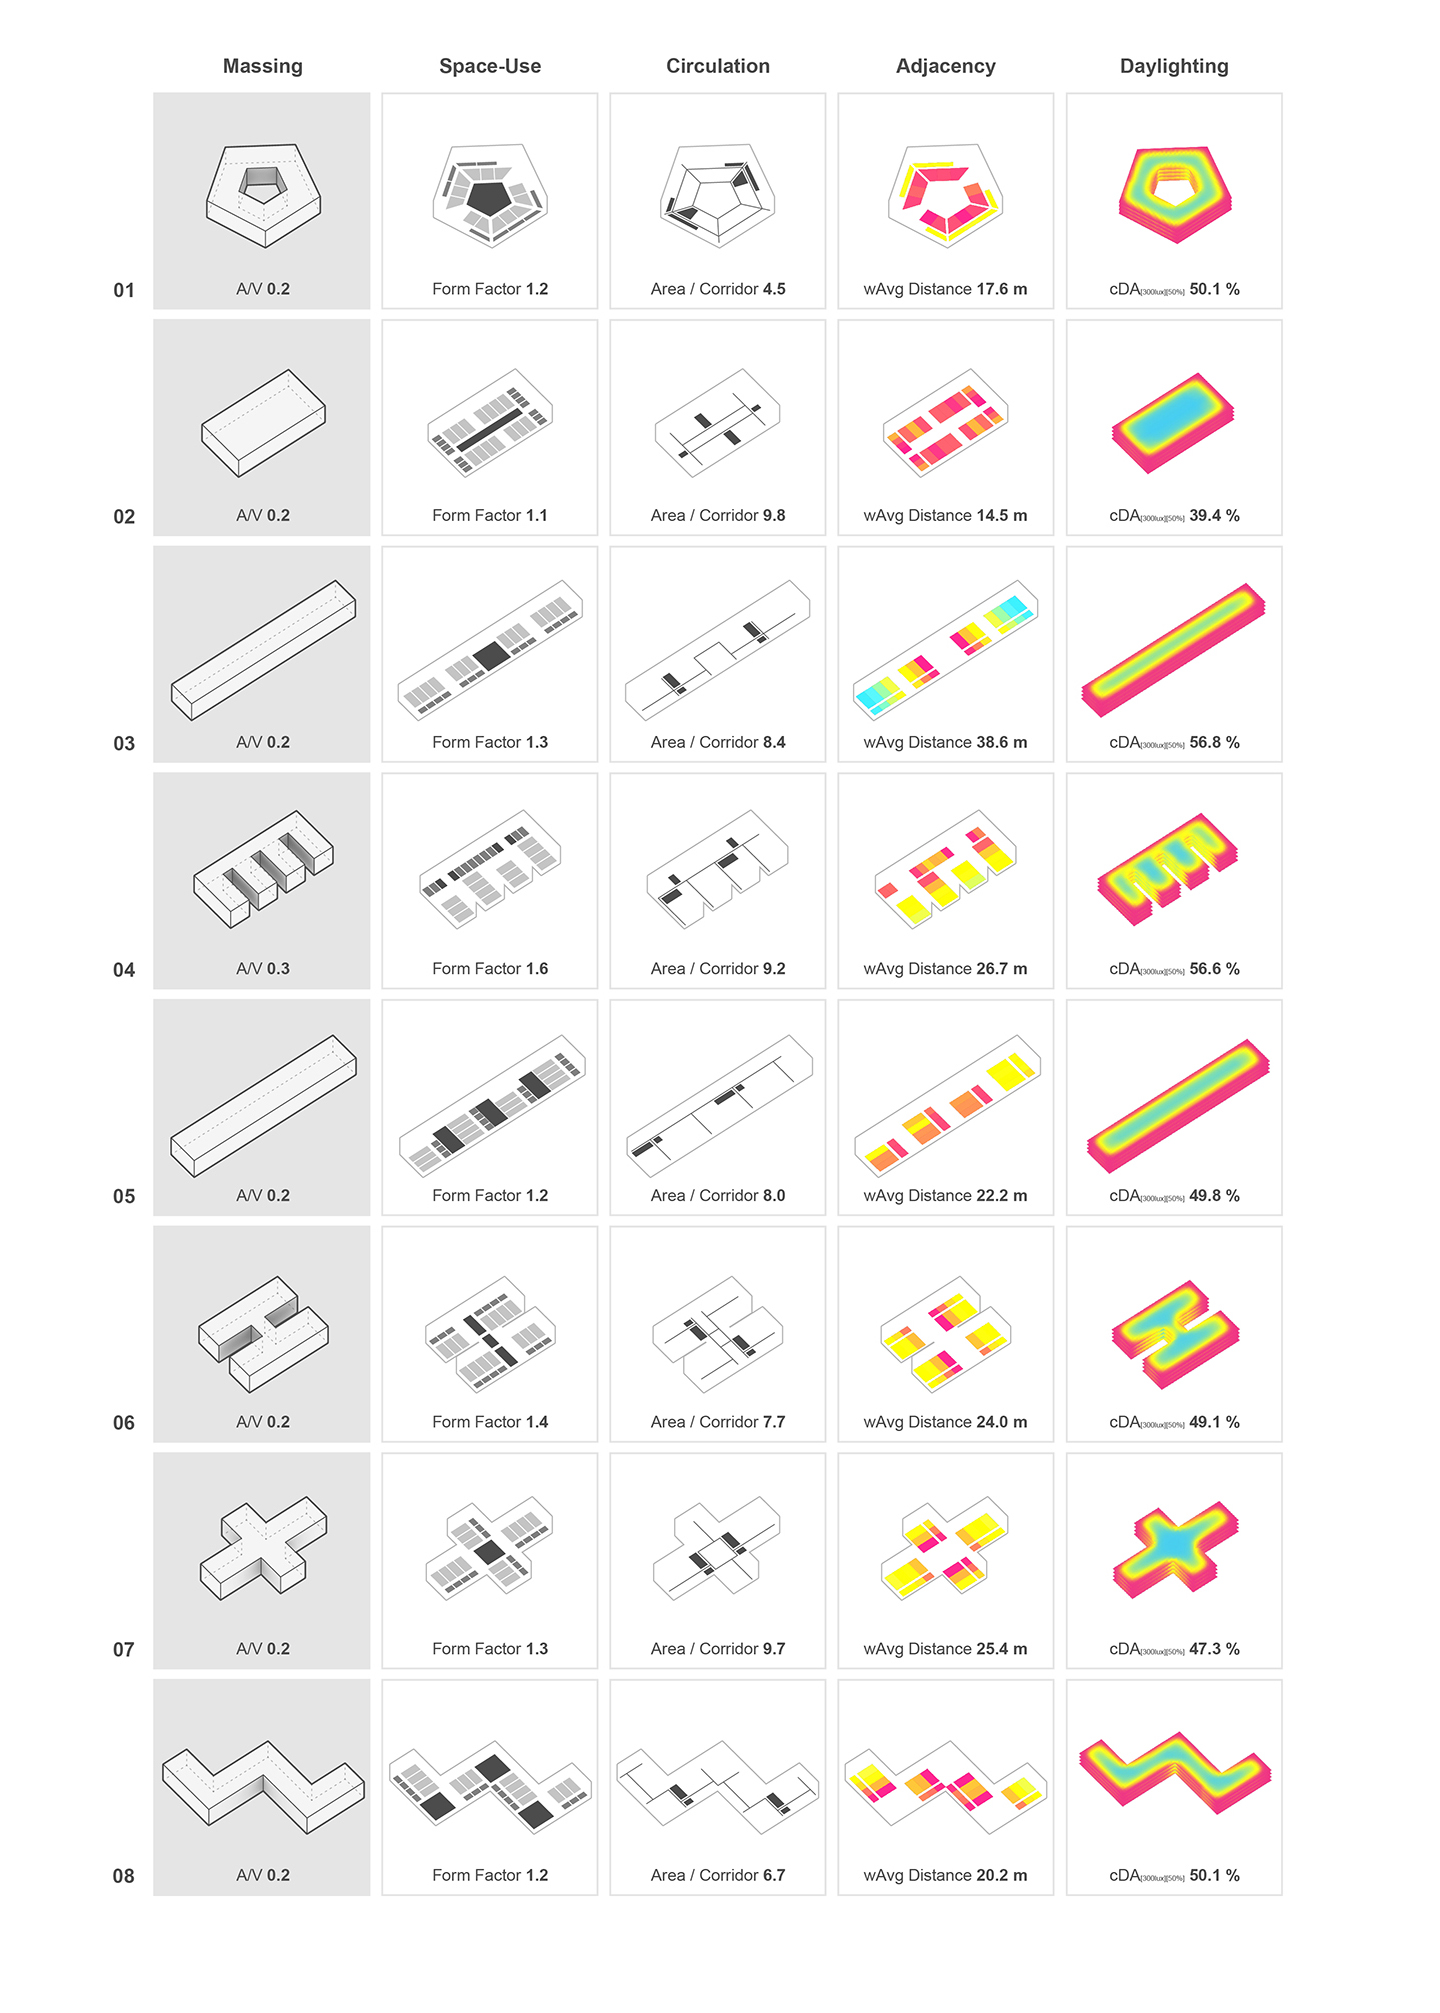 Massing Space-Use Circulation Adjacency Daylighting
01 A/V 0.2 Form Factor 1.2 Area / Corridor 4.5 wAvg Distance 17.6 m cDA[300lux][50%] 50.1 %
02 A/V 0.2 Form Factor 1.1 Area / Corridor 9.8 wAvg Distance 14.5 m cDA[300lux][50%] 39.4 %
03 A/V 0.2 Form Factor 1.3 Area / Corridor 8.4 wAvg Distance 38.6 m cDA[300lux][50%] 56.8 %
04 A/V 0.3 Form Factor 1.6 Area / Corridor 9.2 wAvg Distance 26.7 m cDA[300lux][50%] 56.6 %
05 A/V 0.2 Form Factor 1.2 Area / Corridor 8.0 wAvg Distance 22.2 m cDA[300lux][50%] 49.8 %
06 A/V 0.2 Form Factor 1.4 Area / Corridor 7.7 wAvg Distance 24.0 m cDA[300lux][50%] 49.1 %
07 A/V 0.2 Form Factor 1.3 Area / Corridor 9.7 wAvg Distance 25.4 m cDA[300lux][50%] 47.3 %
08 A/V 0.2 Form Factor 1.2 Area / Corridor 6.7 wAvg Distance 20.2 m cDA[300lux][50%] 50.1 %